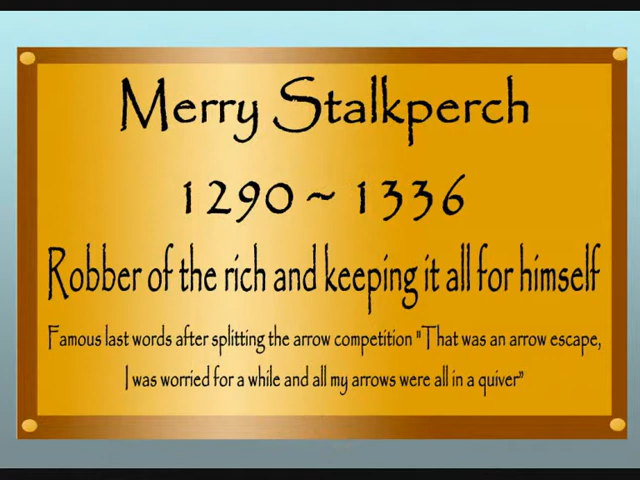 Merry Stalkperch
1290 ~ 1336
Robber of the rich and keeping it all for himself
Famous last words after splitting the arrow competition "That was an arrow escape,
I was worried for a while and all my arrows were all in a quiver”